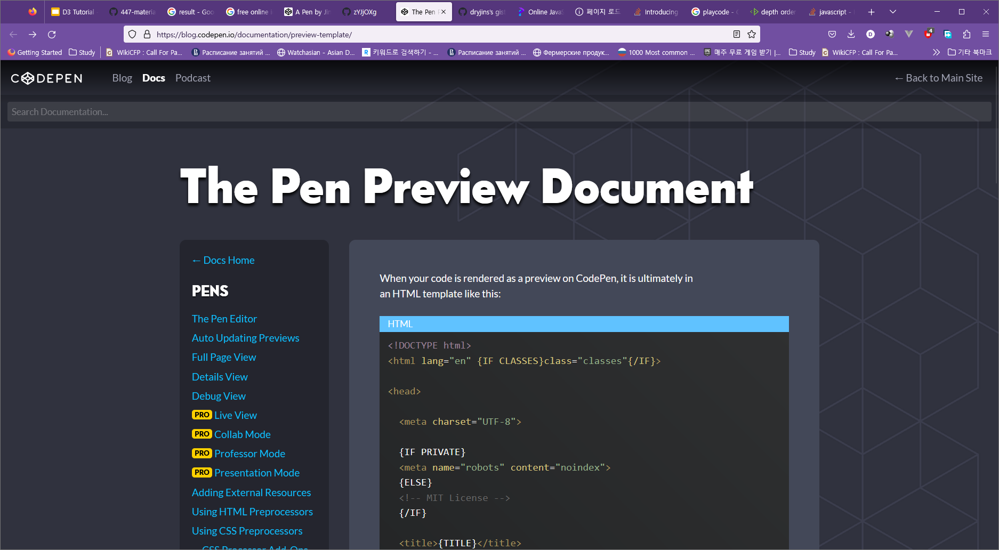 D3 Tutorial
447-materia
result - Goo
free online
A Pen by Jin
zYJjOXg
The Pen
dryjins's gist
Online JavaS
페이지 로드
Introducing
playcode - G
depth order
javascript -
https://blog.codepen.io/documentation/preview-template/
4
Getting Started
Study
WikiCFP : Call For Pa...
Расписание занятий ...
Watchasian - Asian D...
키워드로 검색하기 - ...
Расписание занятий ...
Фермерские продук...
1000 Most common ...
매주 무료 게임 받기 |...
Study
WikiCFP : Call For Pa...
기타 북마크
CODEPEN
Blog
Docs
Podcast
← Back to Main Site
Search Documentation...
The Pen Preview Document
← Docs Home
PENS
The Pen Editor
Auto Updating Previews
Full Page View
Details View
Debug View
PRO Live View
PRO Collab Mode
PRO Professor Mode
PRO Presentation Mode
Adding External Resources
Using HTML Preprocessors
Using CSS Preprocessors
CSS Processor Add-Ons
When your code is rendered as a preview on CodePen, it is ultimately in
an HTML template like this:
HTML
<!DOCTYPE html>
<html lang="en" {IF CLASSES}class="classes"{/IF}>
<head>
<meta charset="UTF-8">
{IF PRIVATE}
<meta name="robots" content="noindex">
{ELSE}
<!-- MIT License -->
{/IF}
<title>{TITLE}</title>